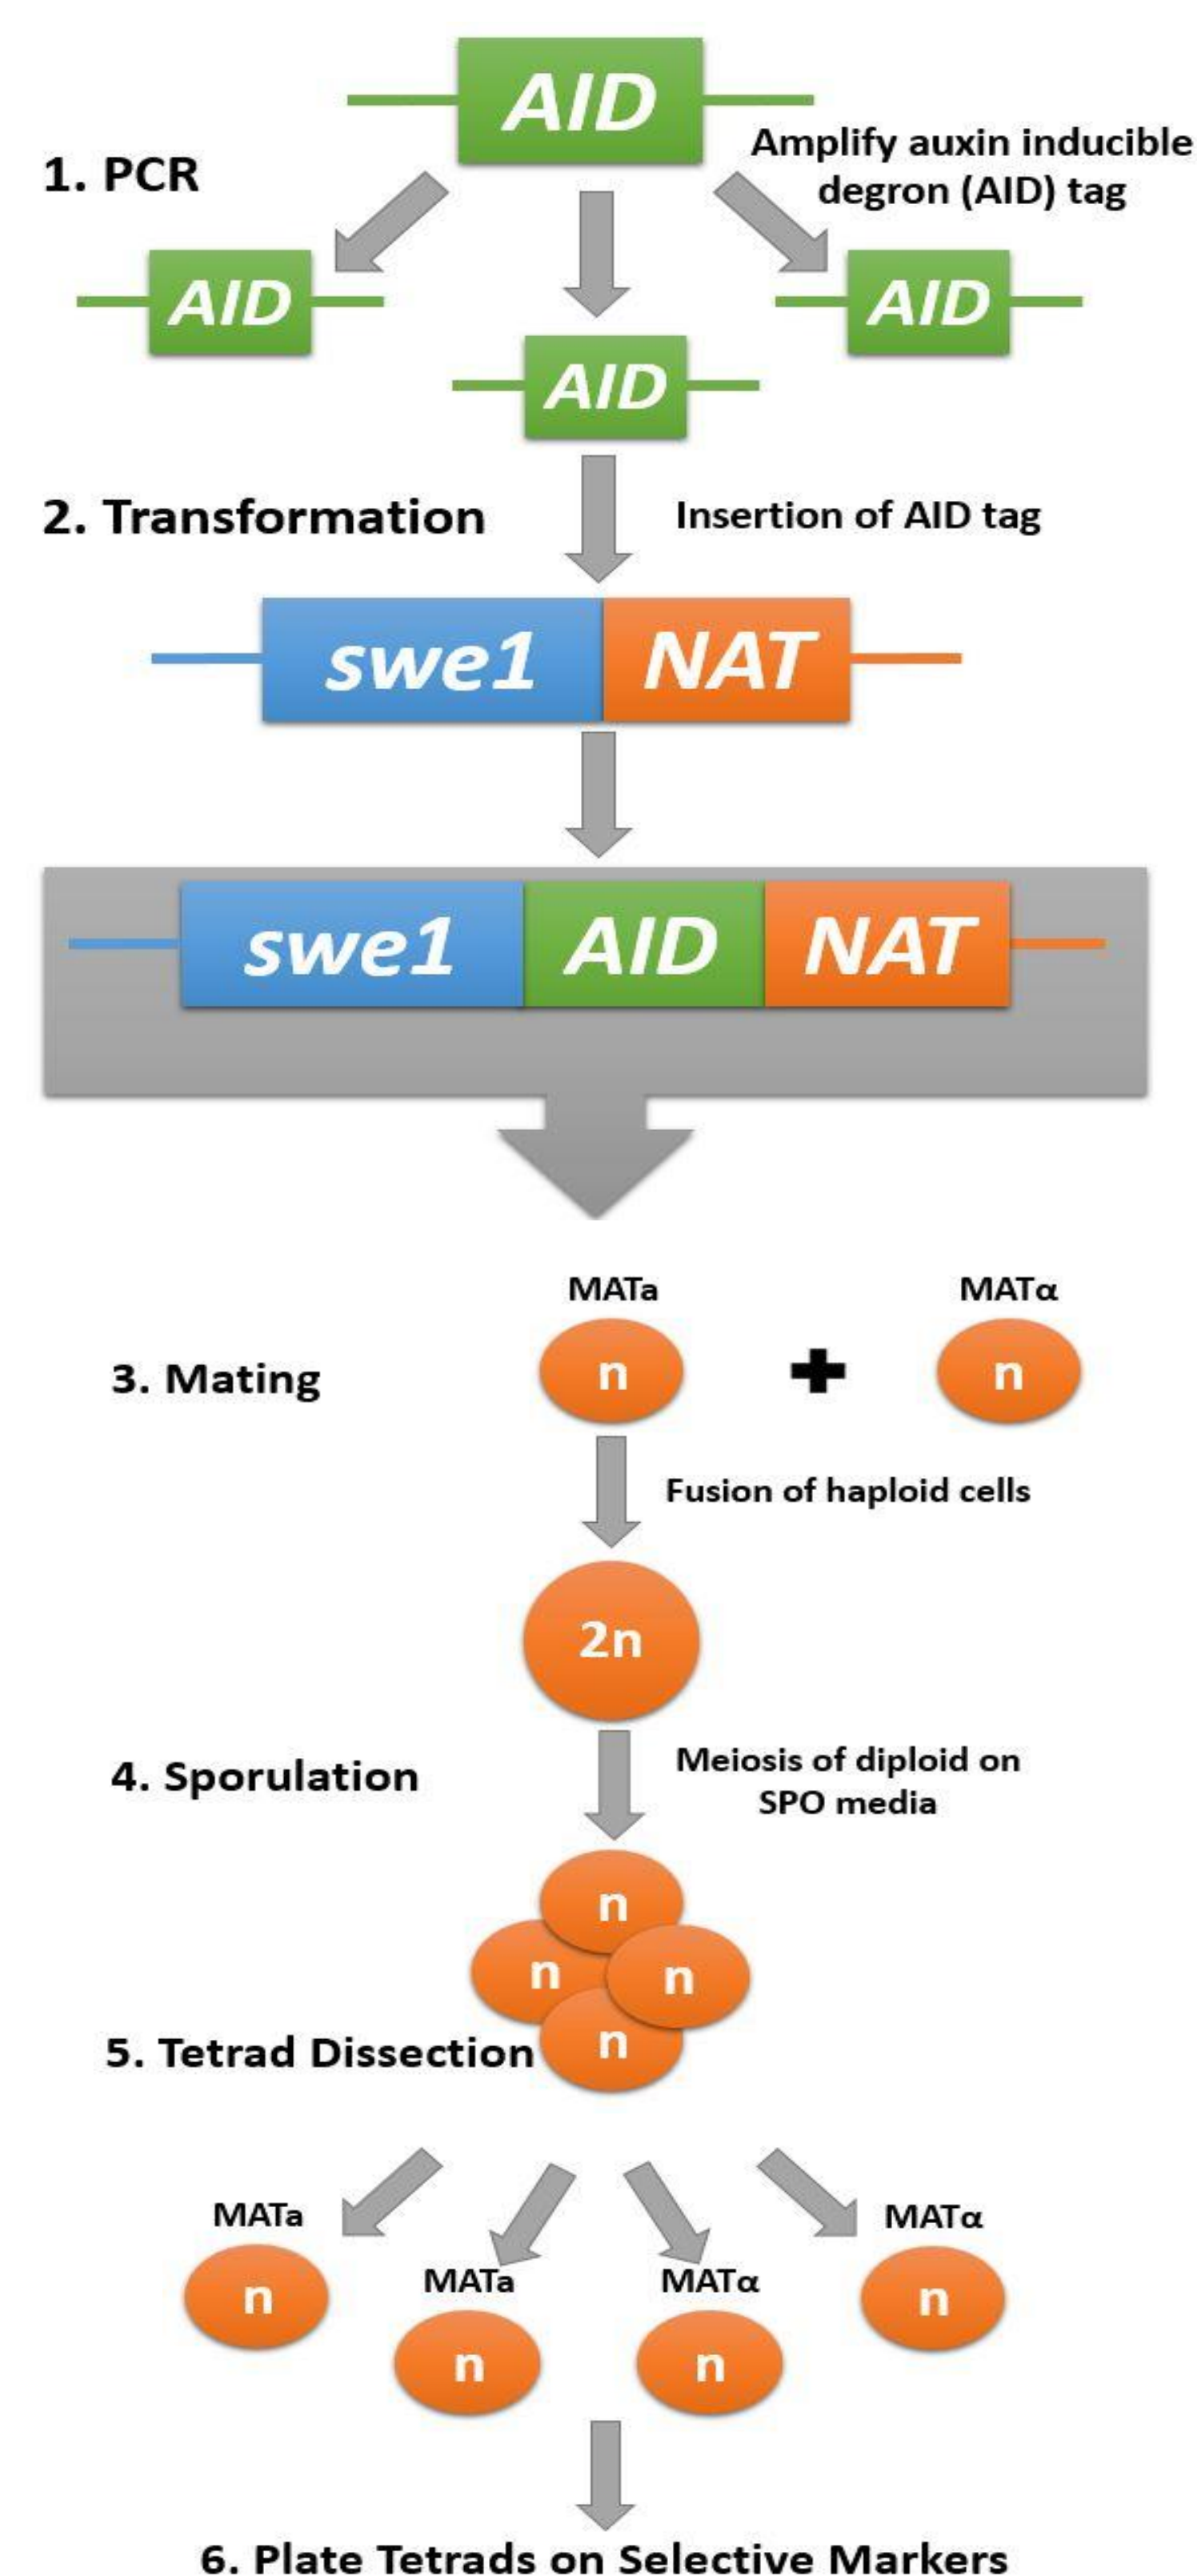 AID
1. PCR
Amplify auxin inducible
degron (AID) tag
AID
AID
AID
2. Transformation
Insertion of AID tag
swe1 NAT
swe1 AID NAT
MATa
MATα
3. Mating
n
n
Fusion of haploid cells
2n
4. Sporulation
Meiosis of diploid on
SPO media
n
n
n
n
5. Tetrad Dissection
MATa
MATα
n
n
MATa
MATα
n
n
6. Plate Tetrads on Selective Markers